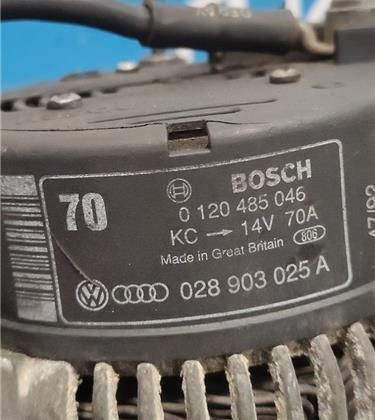 BOSCH
70
0 120 485 046
KC → 14V 70A
Made in Great Britain 806
028 903 025 A